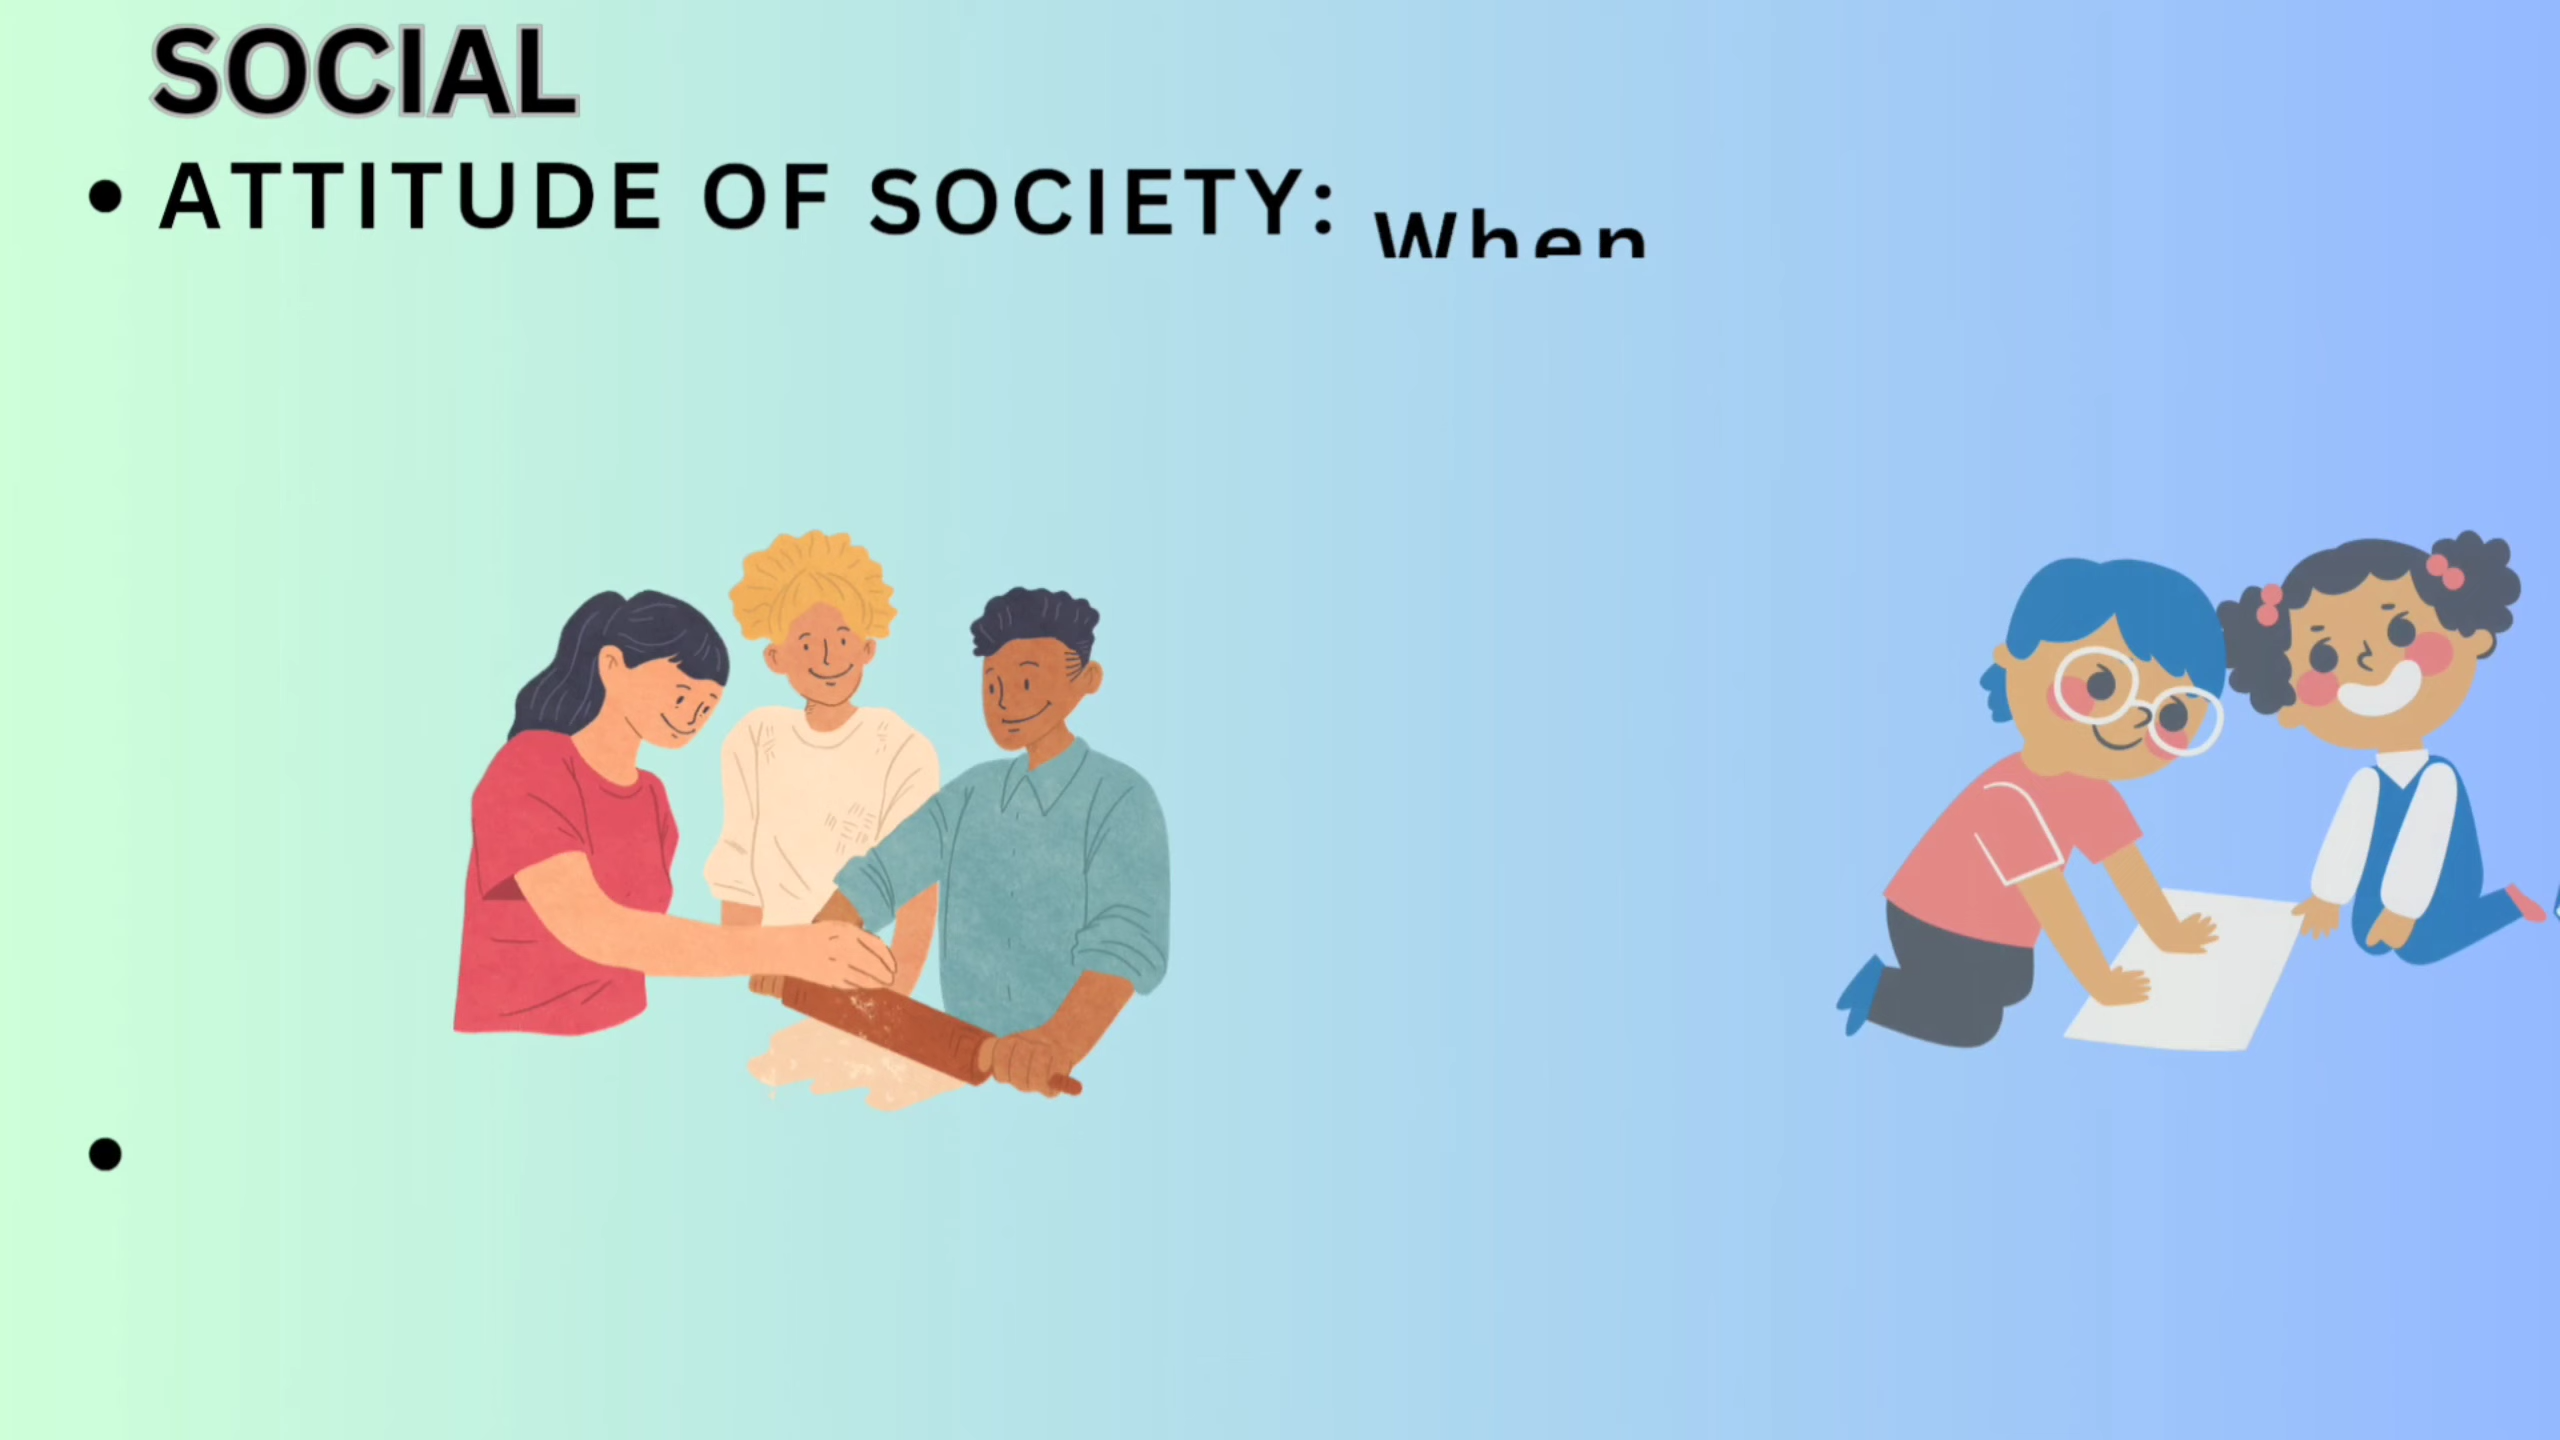 SOCIAL
• ATTITUDE OF SOCIETY: When
•